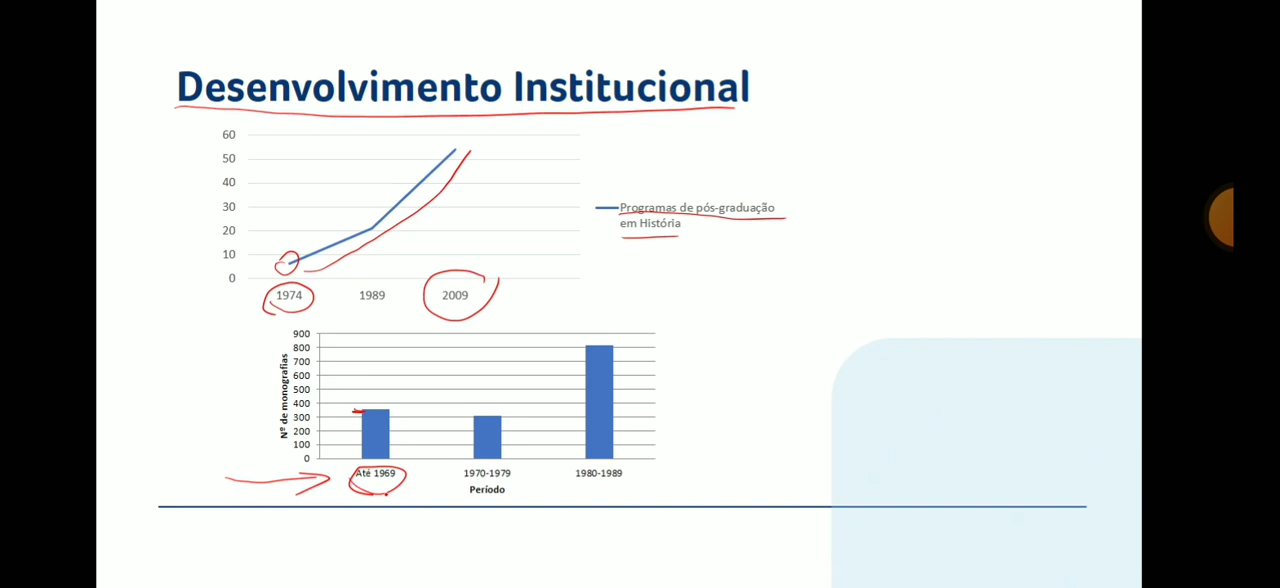 Desenvolvimento Institucional
60
50
40
30
20
10
0
1974 1989 2009
Programas de pós-graduação
em História
Nº de monografias
900
800
700
600
500
400
300
200
100
0
Até 1969 1970-1979 1980-1989
Período